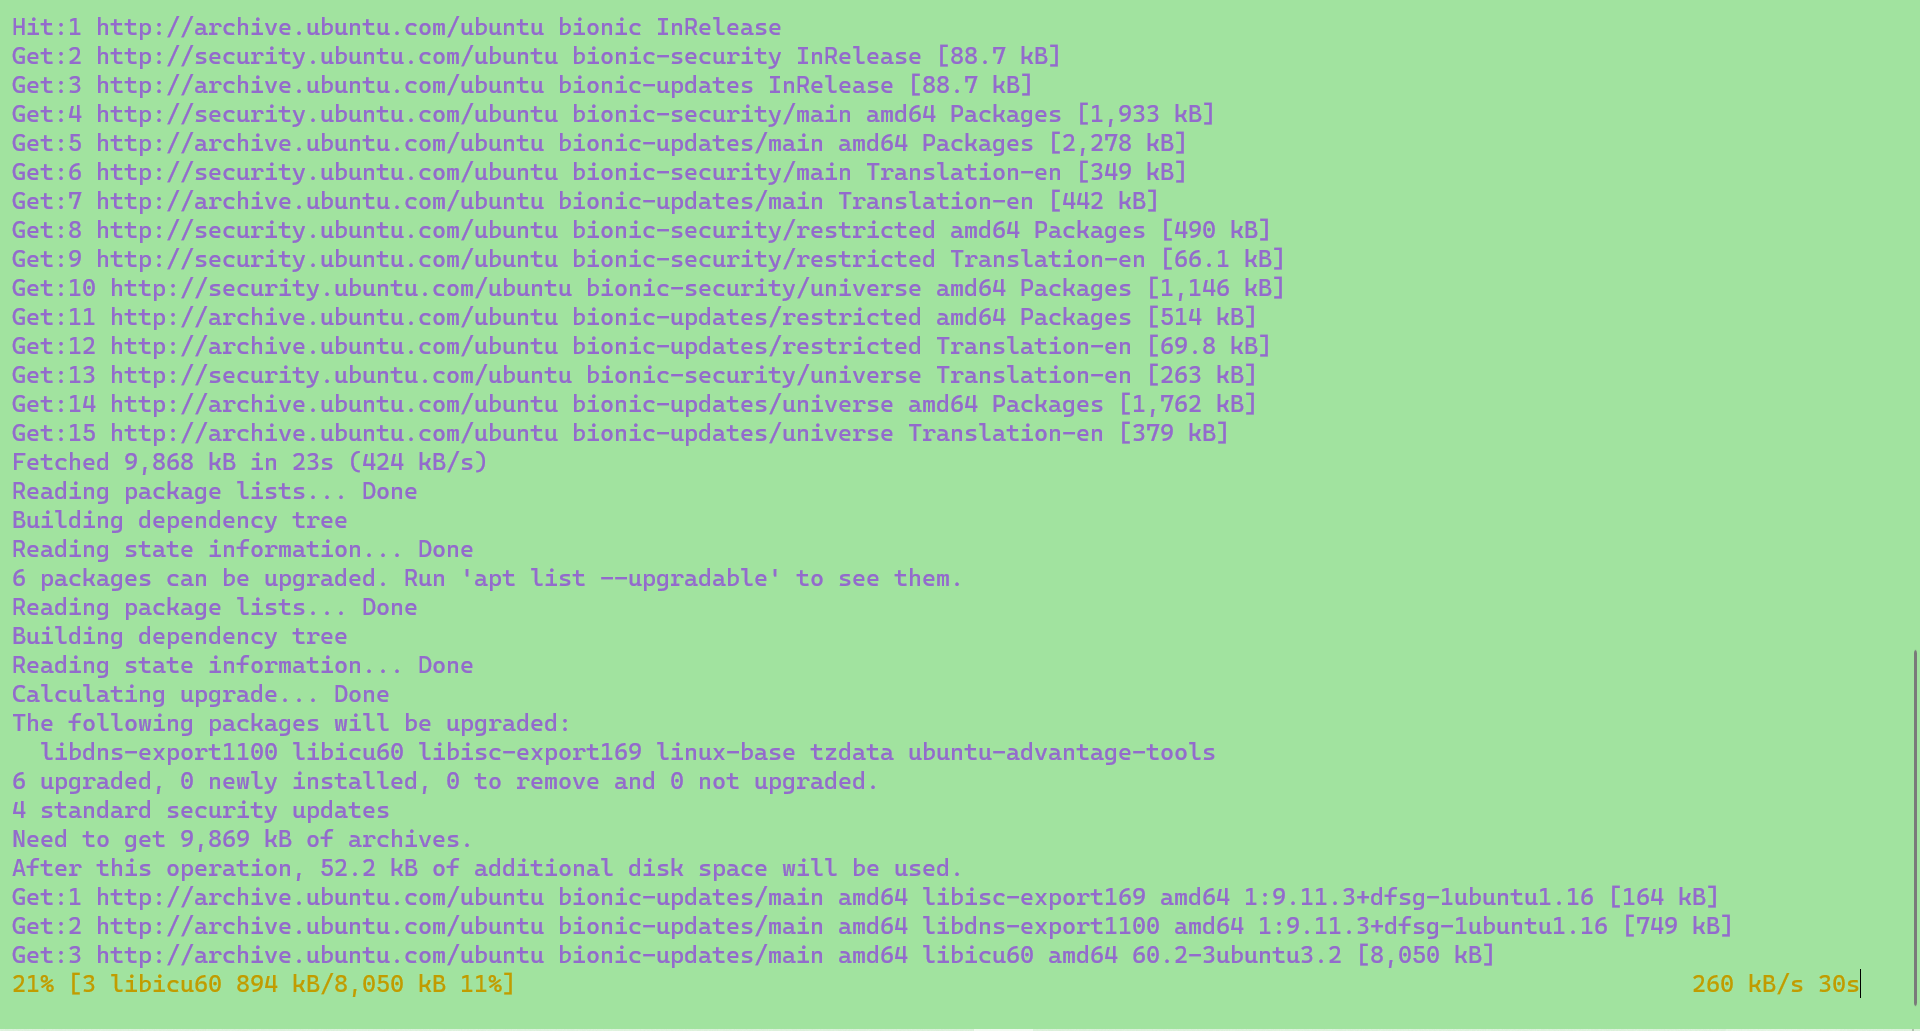 Hit:1 http://archive.ubuntu.com/ubuntu bionic InRelease
Get:2 http://security.ubuntu.com/ubuntu bionic-security InRelease [88.7 kB]
Get:3 http://archive.ubuntu.com/ubuntu bionic-updates InRelease [88.7 kB]
Get:4 http://security.ubuntu.com/ubuntu bionic-security/main amd64 Packages [1,933 kB]
Get:5 http://archive.ubuntu.com/ubuntu bionic-updates/main amd64 Packages [2,278 kB]
Get:6 http://security.ubuntu.com/ubuntu bionic-security/main Translation-en [349 kB]
Get:7 http://archive.ubuntu.com/ubuntu bionic-updates/main Translation-en [442 kB]
Get:8 http://security.ubuntu.com/ubuntu bionic-security/restricted amd64 Packages [490 kB]
Get:9 http://security.ubuntu.com/ubuntu bionic-security/restricted Translation-en [66.1 kB]
Get:10 http://security.ubuntu.com/ubuntu bionic-security/universe amd64 Packages [1,146 kB]
Get:11 http://archive.ubuntu.com/ubuntu bionic-updates/restricted amd64 Packages [514 kB]
Get:12 http://archive.ubuntu.com/ubuntu bionic-updates/restricted Translation-en [69.8 kB]
Get:13 http://security.ubuntu.com/ubuntu bionic-security/universe Translation-en [263 kB]
Get:14 http://archive.ubuntu.com/ubuntu bionic-updates/universe amd64 Packages [1,762 kB]
Get:15 http://archive.ubuntu.com/ubuntu bionic-updates/universe Translation-en [379 kB]
Fetched 9,868 kB in 23s (424 kB/s)
Reading package lists... Done
Building dependency tree
Reading state information... Done
6 packages can be upgraded. Run 'apt list --upgradable' to see them.
Reading package lists... Done
Building dependency tree
Reading state information... Done
Calculating upgrade... Done
The following packages will be upgraded:
  libdns-export1100 libicu60 libisc-export169 linux-base tzdata ubuntu-advantage-tools
6 upgraded, 0 newly installed, 0 to remove and 0 not upgraded.
4 standard security updates
Need to get 9,869 kB of archives.
After this operation, 52.2 kB of additional disk space will be used.
Get:1 http://archive.ubuntu.com/ubuntu bionic-updates/main amd64 libisc-export169 amd64 1:9.11.3+dfsg-1ubuntu1.16 [164 kB]
Get:2 http://archive.ubuntu.com/ubuntu bionic-updates/main amd64 libdns-export1100 amd64 1:9.11.3+dfsg-1ubuntu1.16 [749 kB]
Get:3 http://archive.ubuntu.com/ubuntu bionic-updates/main amd64 libicu60 amd64 60.2-3ubuntu3.2 [8,050 kB]
21% [3 libicu60 894 kB/8,050 kB 11%] 260 kB/s 30s